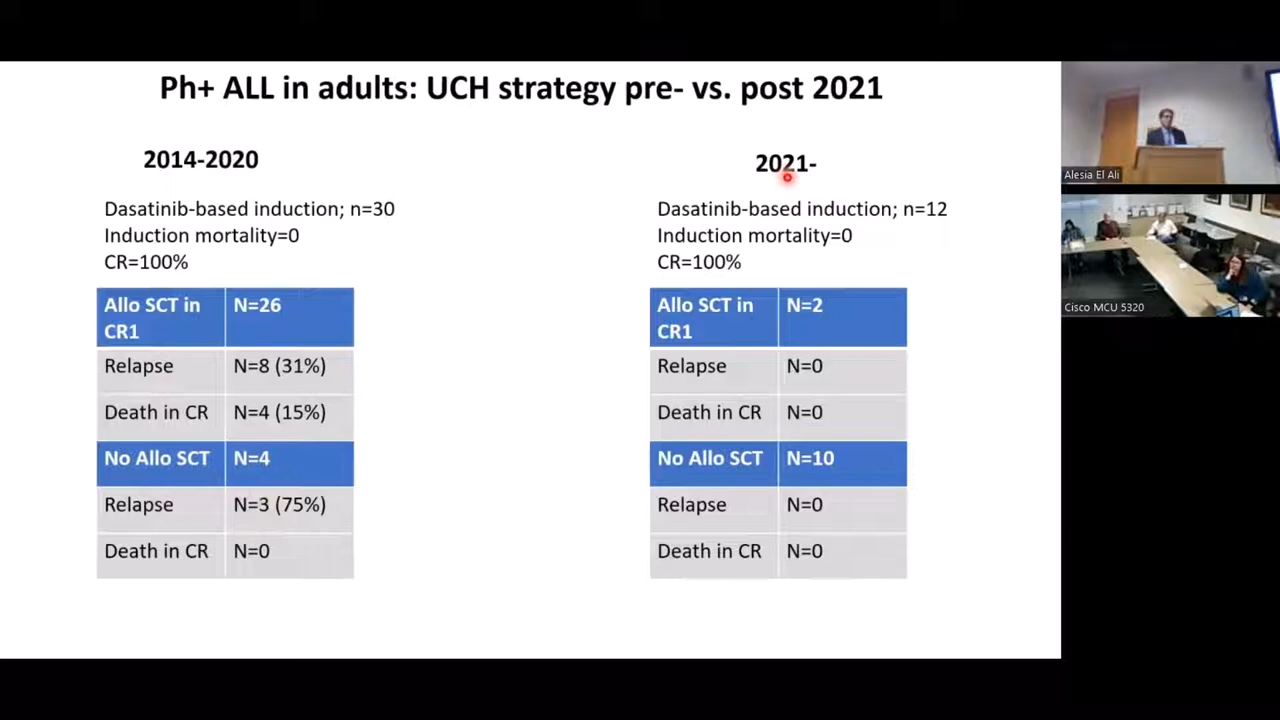 Ph+ ALL in adults: UCH strategy pre- vs. post 2021
2014-2020
Dasatinib-based induction; n=30
Induction mortality=0
CR=100%
Allo SCT in CR1 N=26
Relapse N=8 (31%)
Death in CR N=4 (15%)
No Allo SCT N=4
Relapse N=3 (75%)
Death in CR N=0
2021-
Dasatinib-based induction; n=12
Induction mortality=0
CR=100%
Allo SCT in CR1 N=2
Relapse N=0
Death in CR N=0
No Allo SCT N=10
Relapse N=0
Death in CR N=0
Alesia El Ali
Cisco MCU 5320